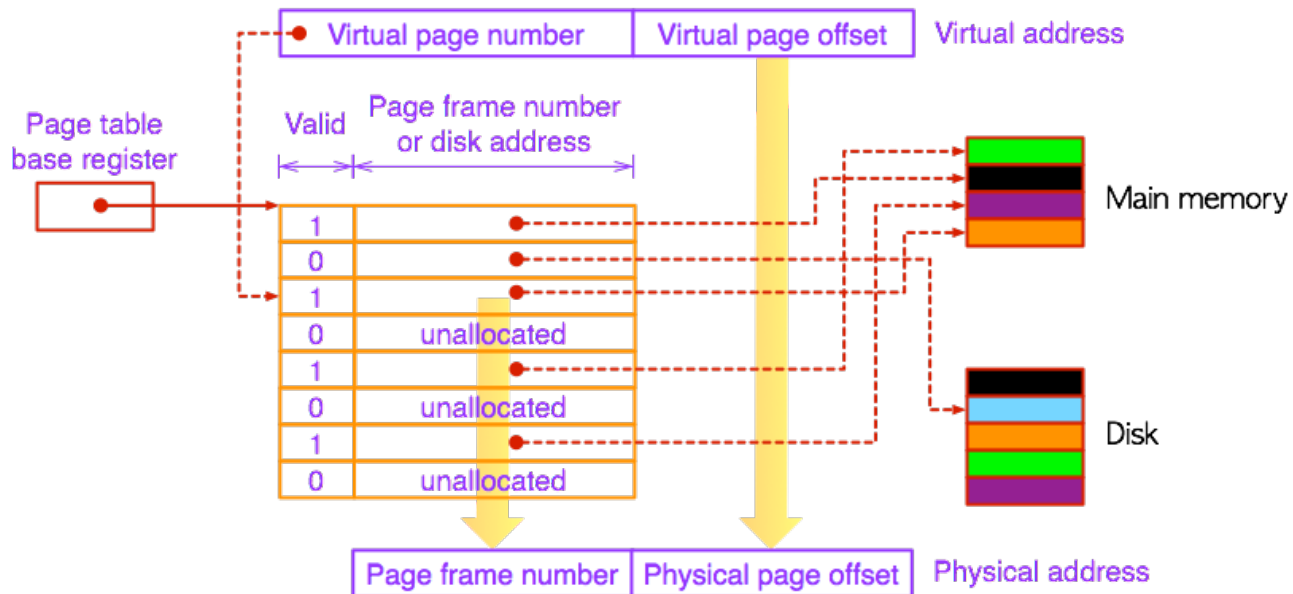 Virtual page number
Virtual page offset
Virtual address
Page table
base register
Valid
Page frame number
or disk address
Main memory
1
0
1
0 unallocated
1
0 unallocated
1
0 unallocated
Disk
Page frame number
Physical page offset
Physical address